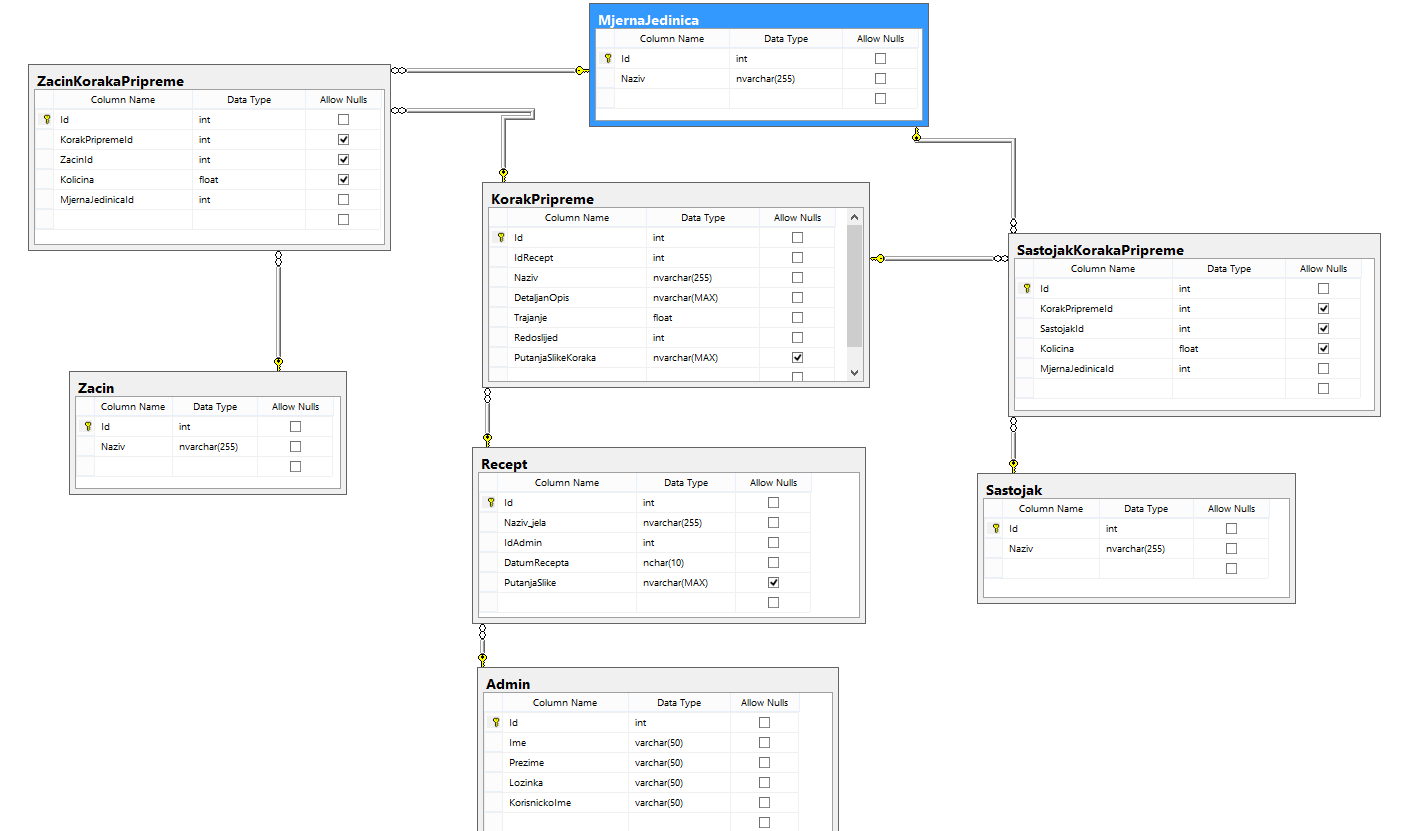 MjernaJedinica
Column Name Data Type Allow Nulls
Id int
Naziv nvarchar(255)
ZacinKorakaPripreme
Column Name Data Type Allow Nulls
Id int
KorakPripremeId int
ZacinId int
Kolicina float
MjernaJedinicaId int
KorakPripreme
Column Name Data Type Allow Nulls
Id int
IdRecept int
Naziv nvarchar(255)
DetaljanOpis nvarchar(MAX)
Trajanje float
Redoslijed int
PutanjaSlikeKoraka nvarchar(MAX)
SastojakKorakaPripreme
Column Name Data Type Allow Nulls
Id int
KorakPripremeId int
SastojakId int
Kolicina float
MjernaJedinicaId int
Zacin
Column Name Data Type Allow Nulls
Id int
Naziv nvarchar(255)
Recept
Column Name Data Type Allow Nulls
Id int
Naziv_jela nvarchar(255)
IdAdmin int
DatumRecepta nchar(10)
PutanjaSlike nvarchar(MAX)
Sastojak
Column Name Data Type Allow Nulls
Id int
Naziv nvarchar(255)
Admin
Column Name Data Type Allow Nulls
Id int
Ime varchar(50)
Prezime varchar(50)
Lozinka varchar(50)
KorisnickoIme varchar(50)